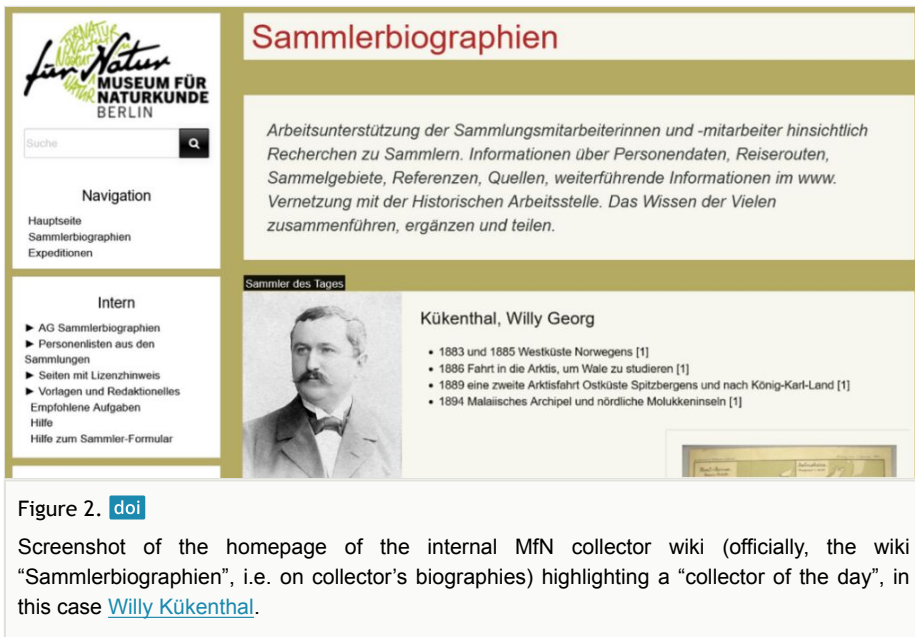 für Natur
MUSEUM FÜR
NATURKUNDE
BERLIN
Suche
Navigation
Hauptseite
Sammlerbiographien
Expeditionen
Intern
► AG Sammlerbiographien
► Personenlisten aus den
Sammlungen
► Seiten mit Lizenzhinweis
► Vorlagen und Redaktionelles
Empfohlene Aufgaben
Hilfe
Hilfe zum Sammler-Formular
Sammlerbiographien
Arbeitsunterstützung der Sammlungsmitarbeiterinnen und -mitarbeiter hinsichtlich
Recherchen zu Sammlern. Informationen über Personendaten, Reiserouten,
Sammelgebiete, Referenzen, Quellen, weiterführende Informationen im www.
Vernetzung mit der Historischen Arbeitsstelle. Das Wissen der Vielen
zusammenführen, ergänzen und teilen.
Sammler des Tages
Kükenthal, Willy Georg
• 1883 und 1885 Westküste Norwegens [1]
• 1886 Fahrt in die Arktis, um Wale zu studieren [1]
• 1889 eine zweite Arktisfahrt Ostküste Spitzbergens und nach König-Karl-Land [1]
• 1894 Malaiisches Archipel und nördliche Molukkeninseln [1]
Figure 2. doi
Screenshot of the homepage of the internal MfN collector wiki (officially, the wiki
“Sammlerbiographien”, i.e. on collector’s biographies) highlighting a “collector of the day”, in
this case Willy Kükenthal.